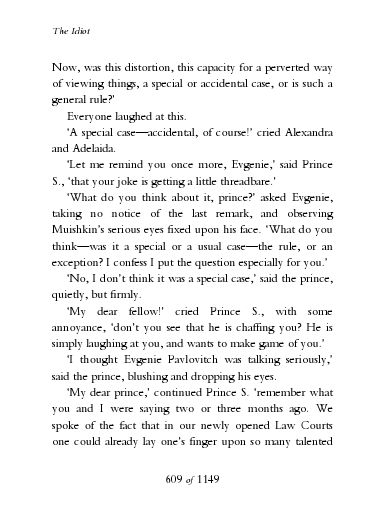 The Idiot
Now, was this distortion, this capacity for a perverted way
of viewing things, a special or accidental case, or is such a
general rule?’
Everyone laughed at this.
‘A special case—accidental, of course!’ cried Alexandra
and Adelaida.
‘Let me remind you once more, Evgenie,’ said Prince
S., ‘that your joke is getting a little threadbare.’
‘What do you think about it, prince?’ asked Evgenie,
taking no notice of the last remark, and observing
Muishkin’s serious eyes fixed upon his face. ‘What do you
think—was it a special or a usual case—the rule, or an
exception? I confess I put the question especially for you.’
‘No, I don’t think it was a special case,’ said the prince,
quietly, but firmly.
‘My dear fellow!’ cried Prince S., with some
annoyance, ‘don’t you see that he is chaffing you? He is
simply laughing at you, and wants to make game of you.’
‘I thought Evgenie Pavlovitch was talking seriously,’
said the prince, blushing and dropping his eyes.
‘My dear prince,’ continued Prince S. ‘remember what
you and I were saying two or three months ago. We
spoke of the fact that in our newly opened Law Courts
one could already lay one’s finger upon so many talented
609 of 1149